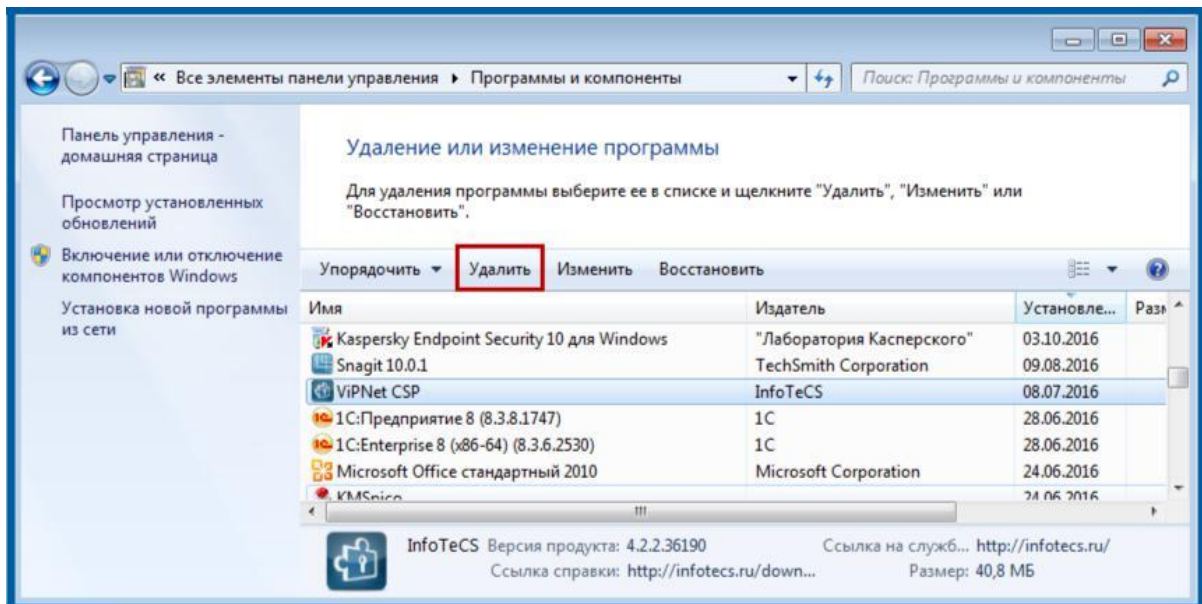 « Все элементы панели управления ▸ Программы и компоненты
Поиск: Программы и компоненты
Панель управления -
домашняя страница
Просмотр установленных
обновлений
Включение или отключение
компонентов Windows
Установка новой программы
из сети
Удаление или изменение программы
Для удаления программы выберите ее в списке и щелкните "Удалить", "Изменить" или
"Восстановить".
Упорядочить Удалить Изменить Восстановить
Имя Издатель Установле... Разм
Kaspersky Endpoint Security 10 для Windows "Лаборатория Касперского" 03.10.2016
Snagit 10.0.1 TechSmith Corporation 09.08.2016
ViPNet CSP InfoTeCS 08.07.2016
1С:Предприятие 8 (8.3.8.1747) 1C 28.06.2016
1C:Enterprise 8 (x86-64) (8.3.6.2530) 1C 28.06.2016
Microsoft Office стандартный 2010 Microsoft Corporation 24.06.2016
KMSpico 24.06.2016
InfoTeCS Версия продукта: 4.2.2.36190 Ссылка на служб... http://infotecs.ru/
Ссылка справки: http://infotecs.ru/down... Размер: 40,8 МБ